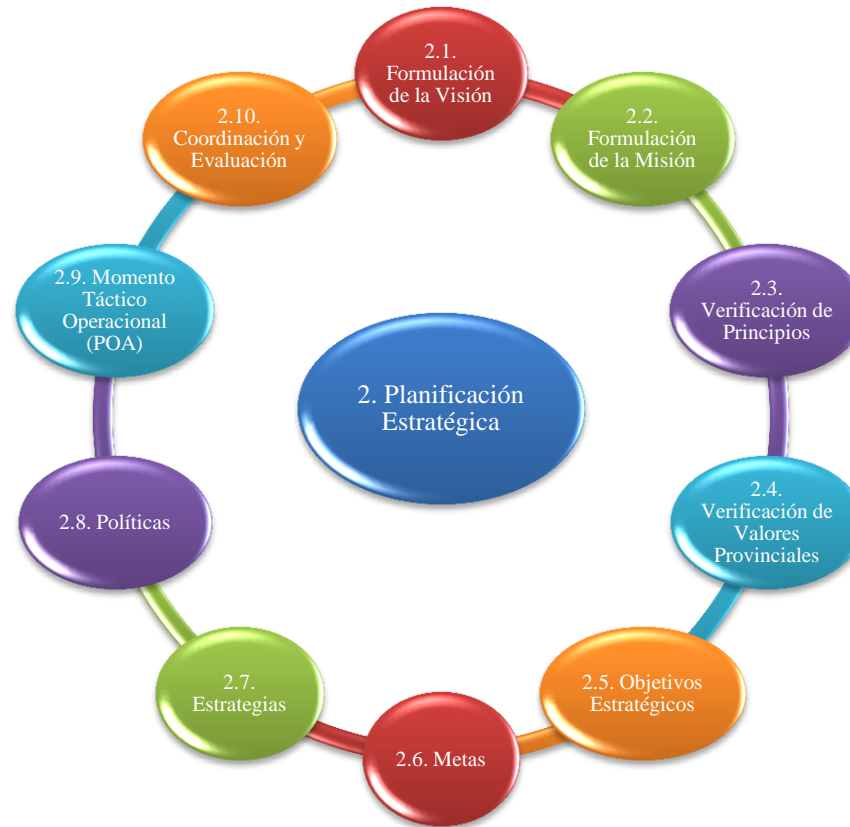 2.1.
Formulación
de la Visión
2.2.
Formulación
de la Misión
2.3.
Verificación de
Principios
2.4.
Verificación de
Valores
Provinciales
2.5. Objetivos
Estratégicos
2.6. Metas
2.7.
Estrategias
2.8. Políticas
2.9. Momento
Táctico
Operacional
(POA)
2.10.
Coordinación y
Evaluación
2. Planificación
Estratégica